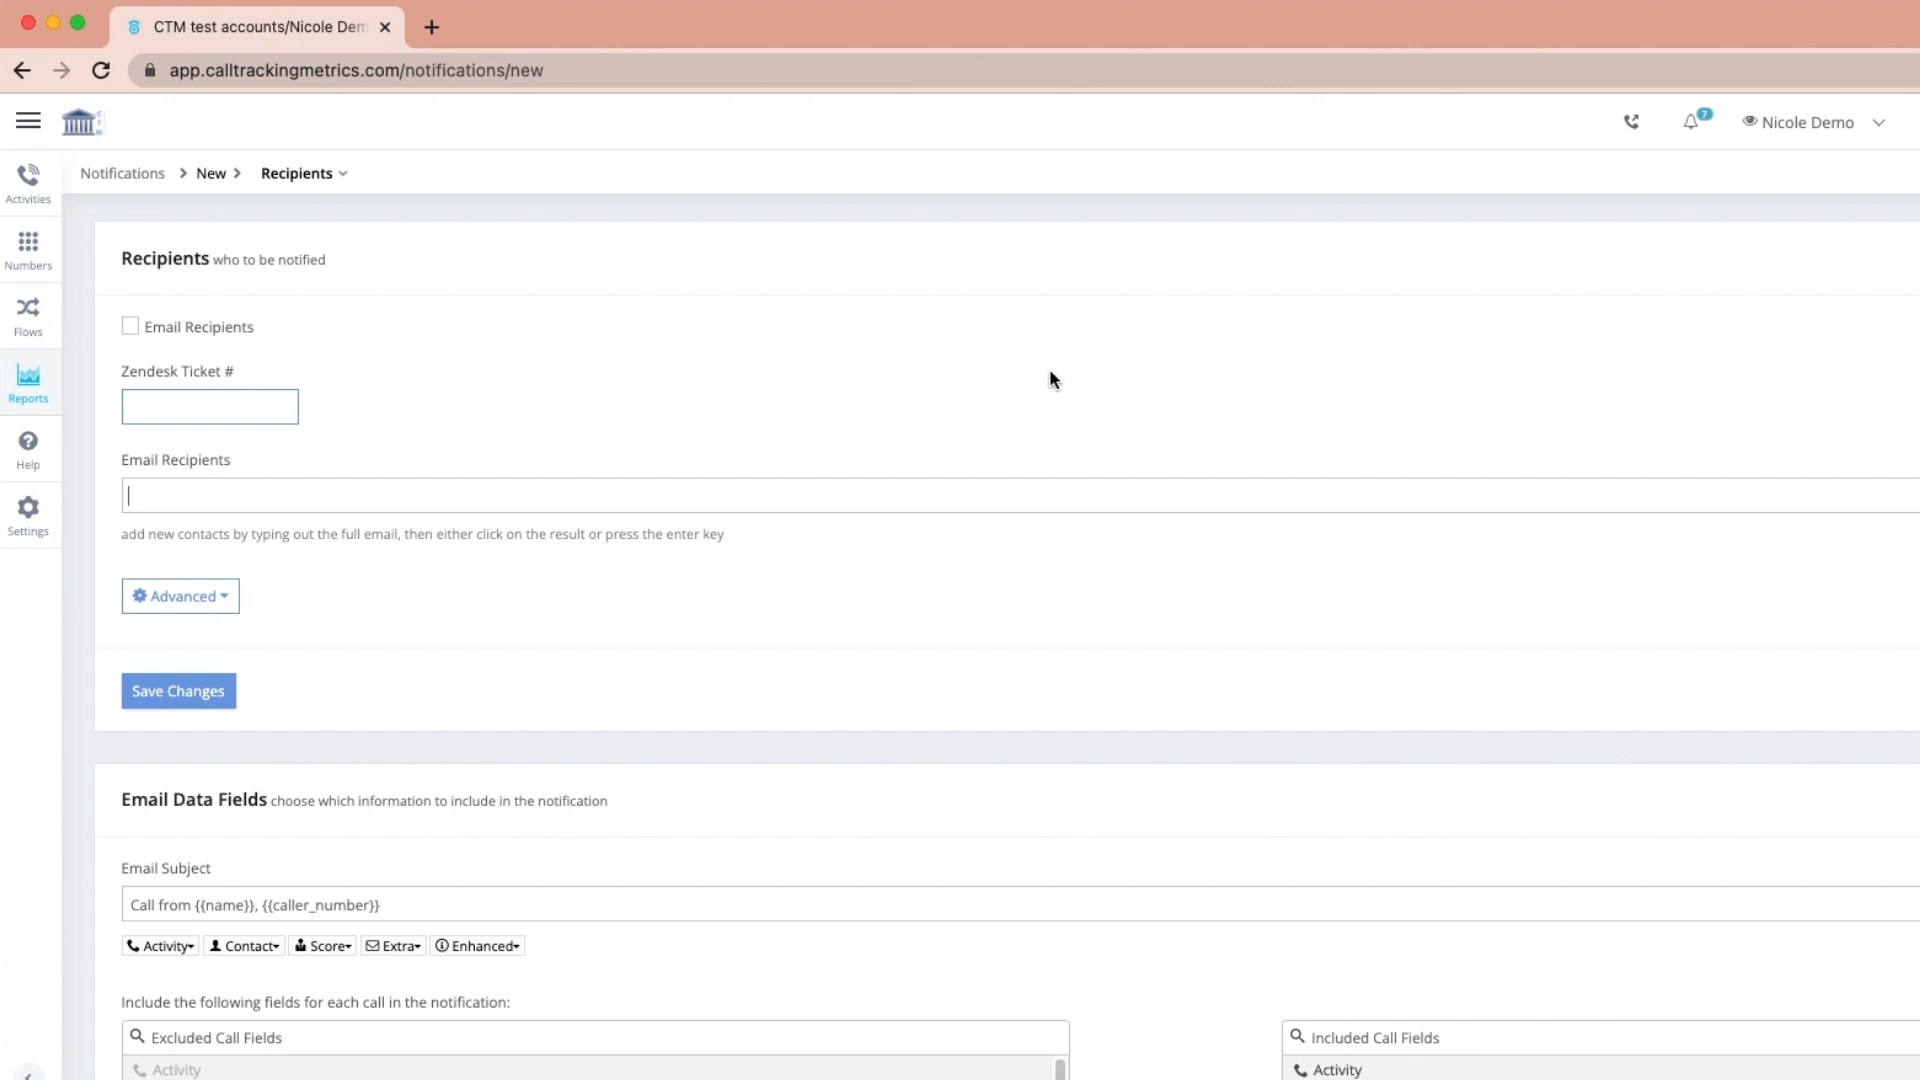 CTM test accounts/Nicole Dem
app.calltrackingmetrics.com/notifications/new
7
Nicole Demo
Notifications New Recipients
Activities
Numbers
Flows
Reports
Help
Settings
Recipients who to be notified
Email Recipients
Zendesk Ticket #
Email Recipients
add new contacts by typing out the full email, then either click on the result or press the enter key
Advanced
Save Changes
Email Data Fields choose which information to include in the notification
Email Subject
Call from {{name}}, {{caller_number}}
Activity Contact Score Extra Enhanced
Include the following fields for each call in the notification:
Excluded Call Fields Included Call Fields
Activity Activity